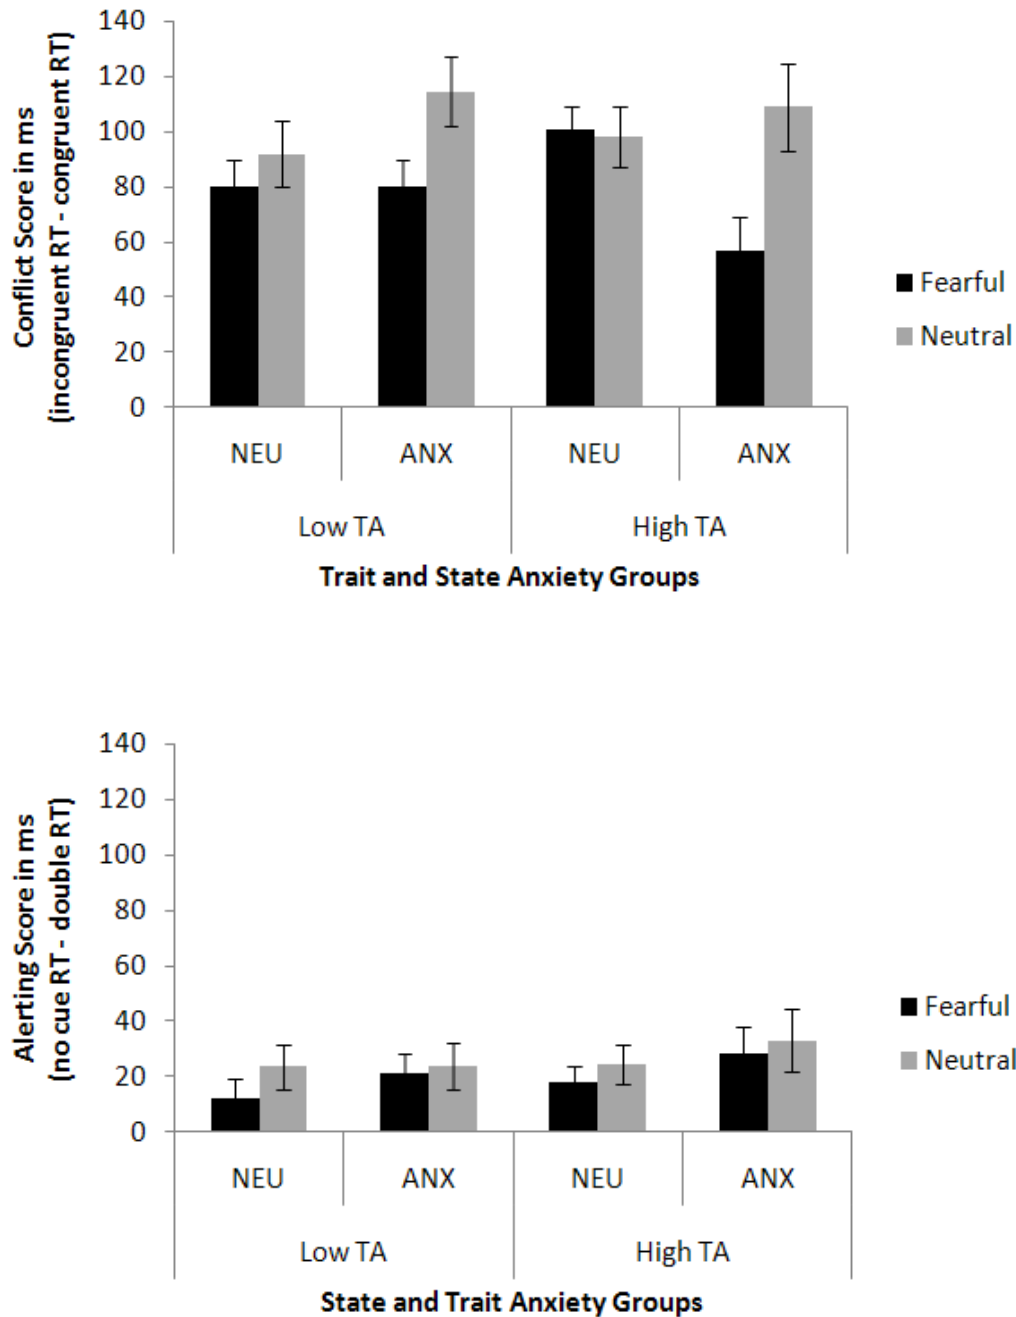 140
120
100
80
60
40
20
0
Conflict Score in ms
(incongruent RT - congruent RT)
Fearful
Neutral
NEU ANX NEU ANX
Low TA High TA
Trait and State Anxiety Groups
140
120
100
80
60
40
20
0
Alerting Score in ms
(no cue RT - double RT)
Fearful
Neutral
NEU ANX NEU ANX
Low TA High TA
State and Trait Anxiety Groups